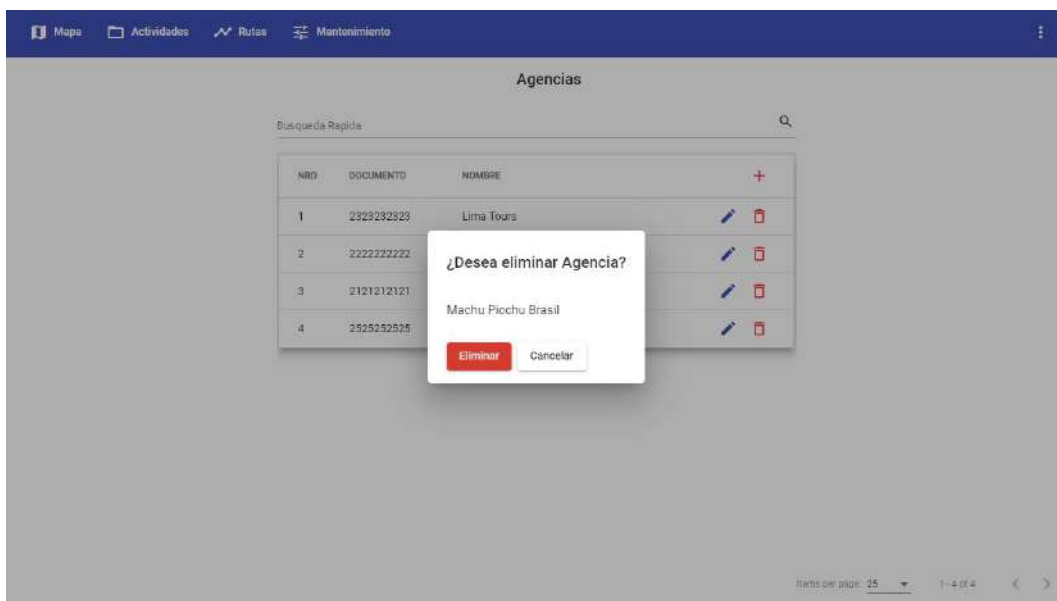 Mapa Actividades Rutas Mantenimiento
Agencias
Busqueda Rapida
NRO DOCUMENTO NOMBRE
1 2323232323 Lima Tours
2 2222222222
3 2121212121
4 2525252525
¿Desea eliminar Agencia?
Machu Picchu Brasil
Eliminar Cancelar
Items per page: 25 1 - 4 of 4